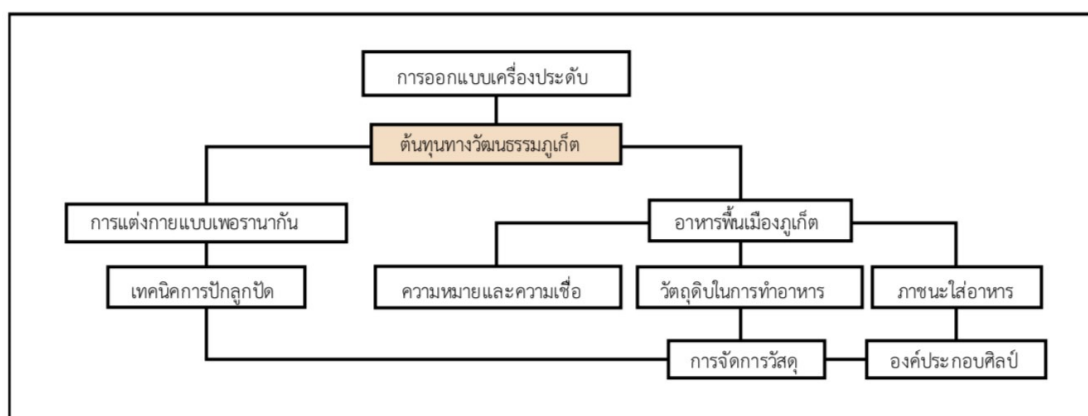 การออกแบบเครื่องประดับ
ต้นทุนทางวัฒนธรรมภูเก็ต
การแต่งกายแบบเพอรานากัน
อาหารพื้นเมืองภูเก็ต
เทคนิคการปักลูกปัด
ความหมายและความเชื่อ
วัตถุดิบในการทำอาหาร
ภาชนะใส่อาหาร
การจัดการวัสดุ
องค์ประกอบศิลป์